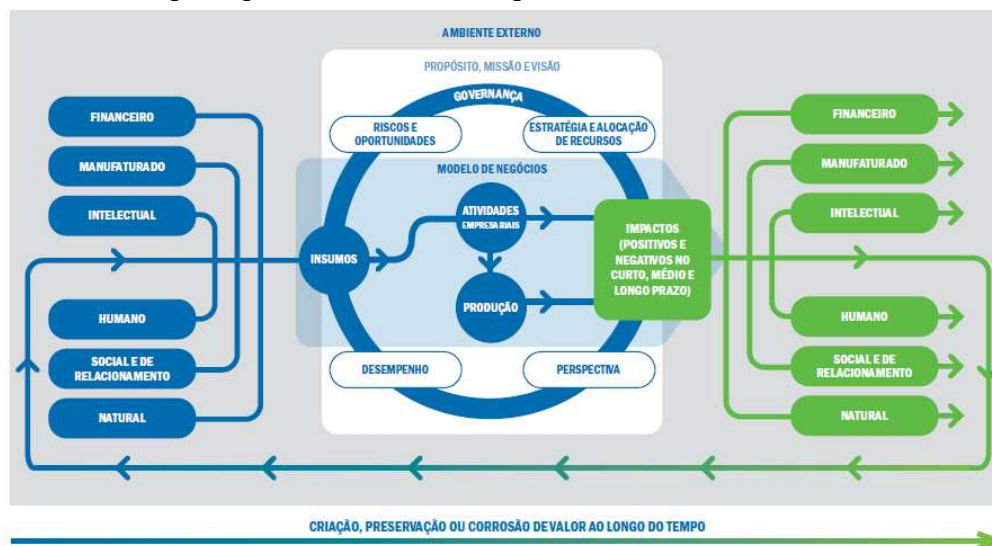 AMBIENTE EXTERNO
PROPÓSITO, MISSÃO E VISÃO
GOVERNANÇA
FINANCEIRO
MANUFATURADO
INTELECTUAL
HUMANO
SOCIAL E DE
RELACIONAMENTO
NATURAL
RISCOS E
OPORTUNIDADES
ESTRATÉGIA E ALOCAÇÃO
DE RECURSOS
MODELO DE NEGÓCIOS
INSUMOS
ATIVIDADES
EMPRESARIAIS
PRODUÇÃO
IMPACTOS
(POSITIVOS E
NEGATIVOS NO
CURTO, MÉDIO E
LONGO PRAZO)
DESEMPENHO
PERSPECTIVA
FINANCEIRO
MANUFATURADO
INTELECTUAL
HUMANO
SOCIAL E DE
RELACIONAMENTO
NATURAL
CRIAÇÃO, PRESERVAÇÃO OU CORROSÃO DE VALOR AO LONGO DO TEMPO